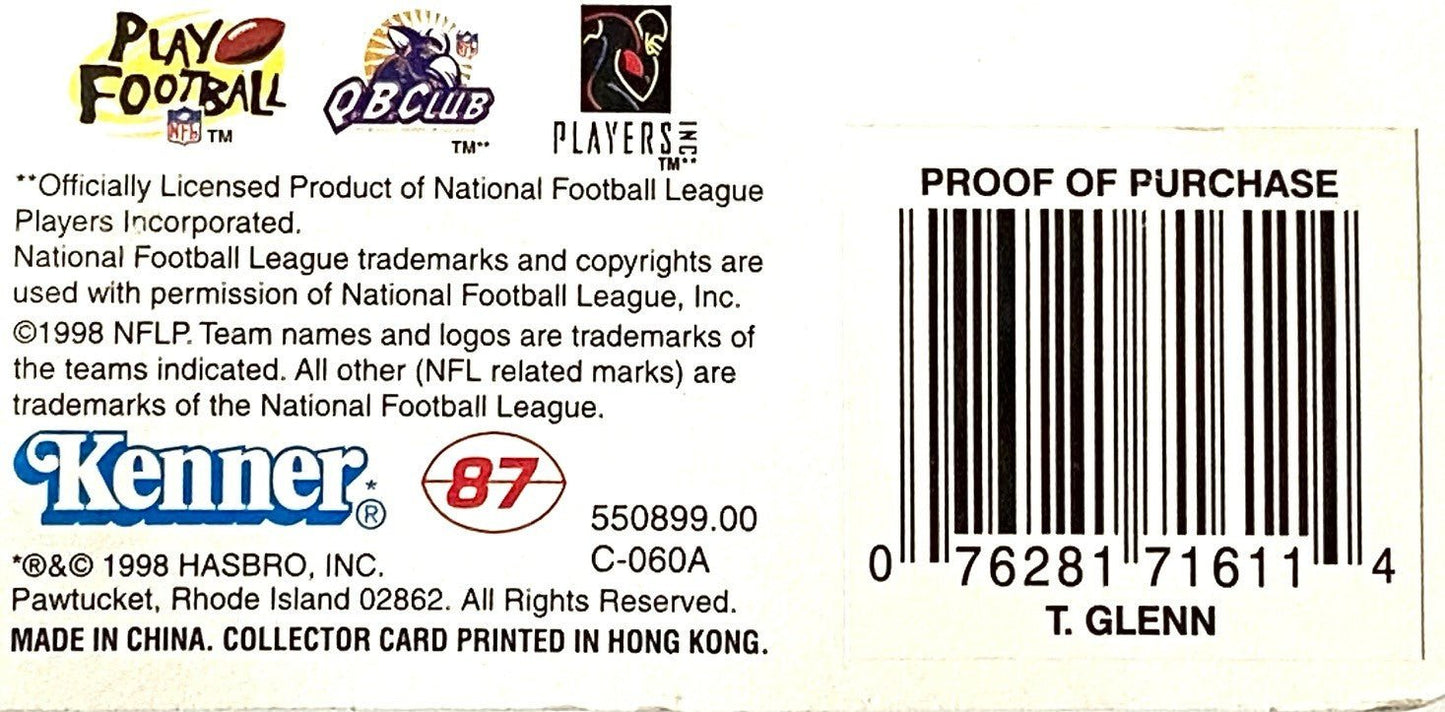 PLAY
FOOTBALL
NFL TM
NFL
Q.B.CLUB
TM**
PLAYERS INC
TM**
**Officially Licensed Product of National Football League
Players Incorporated.
National Football League trademarks and copyrights are
used with permission of National Football League, Inc.
©1998 NFLP. Team names and logos are trademarks of
the teams indicated. All other (NFL related marks) are
trademarks of the National Football League.
Kenner*®
87
550899.00
C-060A
*®&© 1998 HASBRO, INC.
Pawtucket, Rhode Island 02862. All Rights Reserved.
MADE IN CHINA. COLLECTOR CARD PRINTED IN HONG KONG.
PROOF OF PURCHASE
0 76281 71611 4
T. GLENN